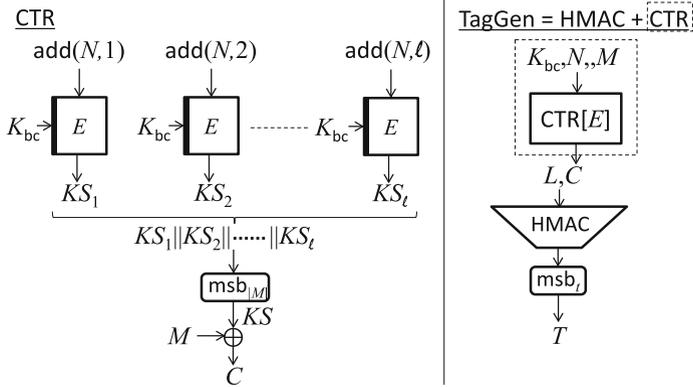 CTR
add(N,1) add(N,2) add(N,ℓ)
K_bc E K_bc E K_bc E
KS_1 KS_2 KS_ℓ
KS_1||KS_2||······||KS_ℓ
msb_|M|
KS
M
C
TagGen = HMAC + CTR
K_bc,N,,M
CTR[E]
L,C
HMAC
msb_t
T